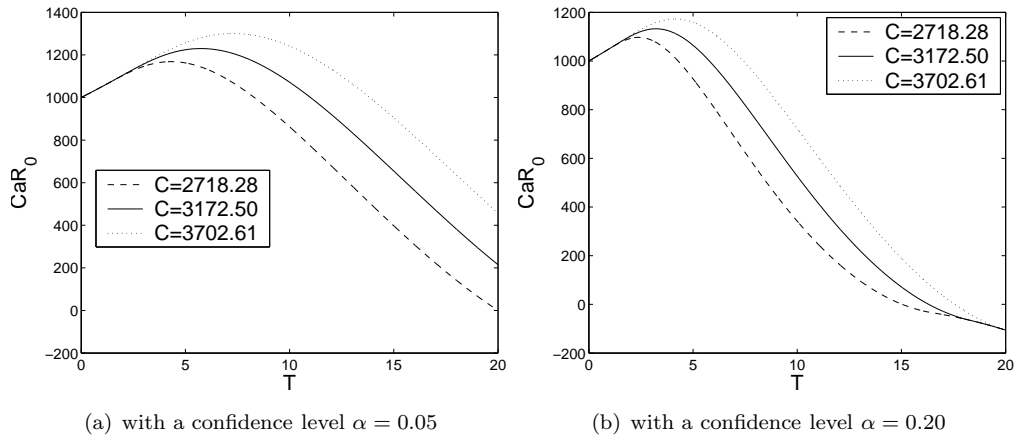 1400
1200
1000
800
600
400
200
0
−200
0
5
10
15
20
CaR0
T
C=2718.28
C=3172.50
C=3702.61
(a) with a confidence level α = 0.05
1200
1000
800
600
400
200
0
−200
0
5
10
15
20
CaR0
T
C=2718.28
C=3172.50
C=3702.61
(b) with a confidence level α = 0.20